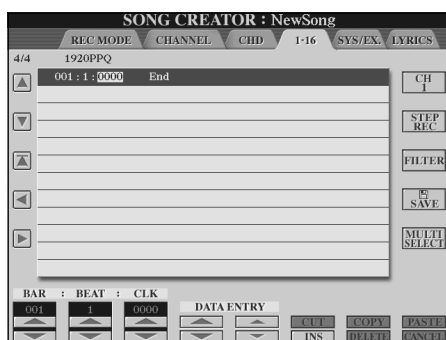 SONG CREATOR : NewSong
REC MODE CHANNEL CHD 1-16 SYS/EX. LYRICS
4/4 1920PPQ
001 : 1 : 0000 End
CH
1
STEP
REC
FILTER
SAVE
MULTI
SELECT
BAR : BEAT : CLK DATA ENTRY
001 1 0000
CUT COPY PASTE
INS DELETE CANCEL